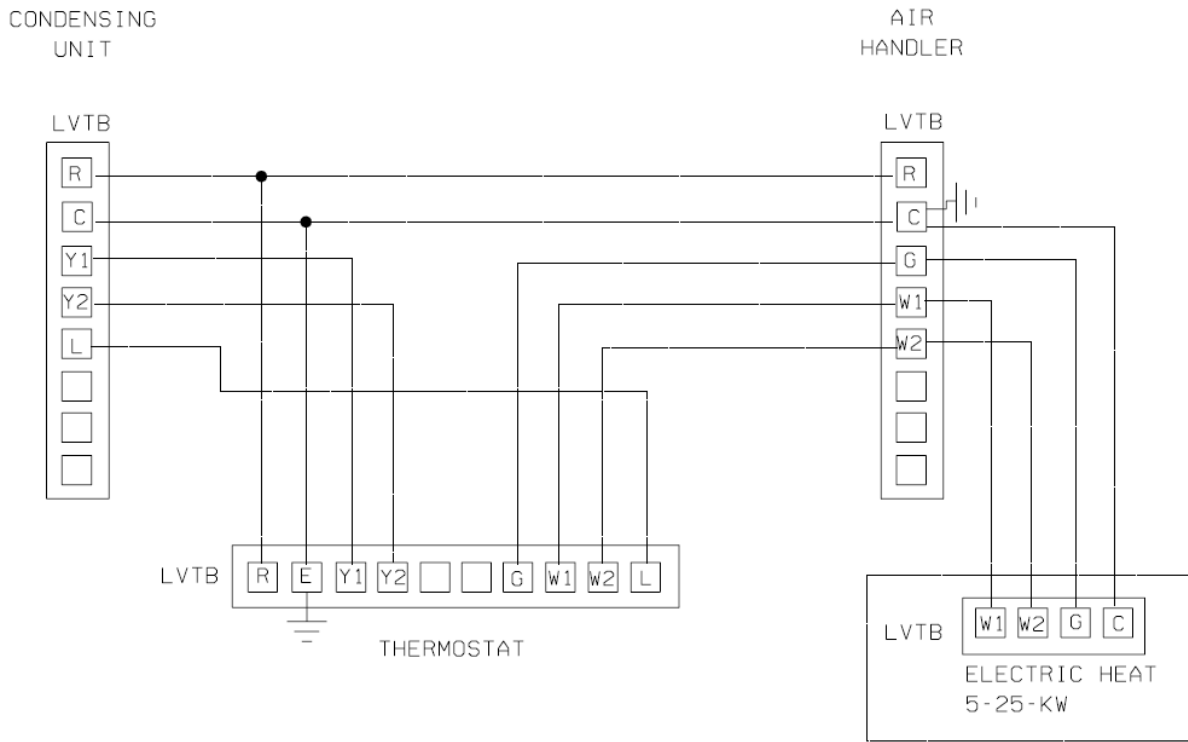 CONDENSING
UNIT
AIR
HANDLER
LVTB
R
C
Y1
Y2
L
LVTB
R
C
G
W1
W2
LVTB
R E Y1 Y2 G W1 W2 L
THERMOSTAT
LVTB
W1 W2 G C
ELECTRIC HEAT
5-25-KW